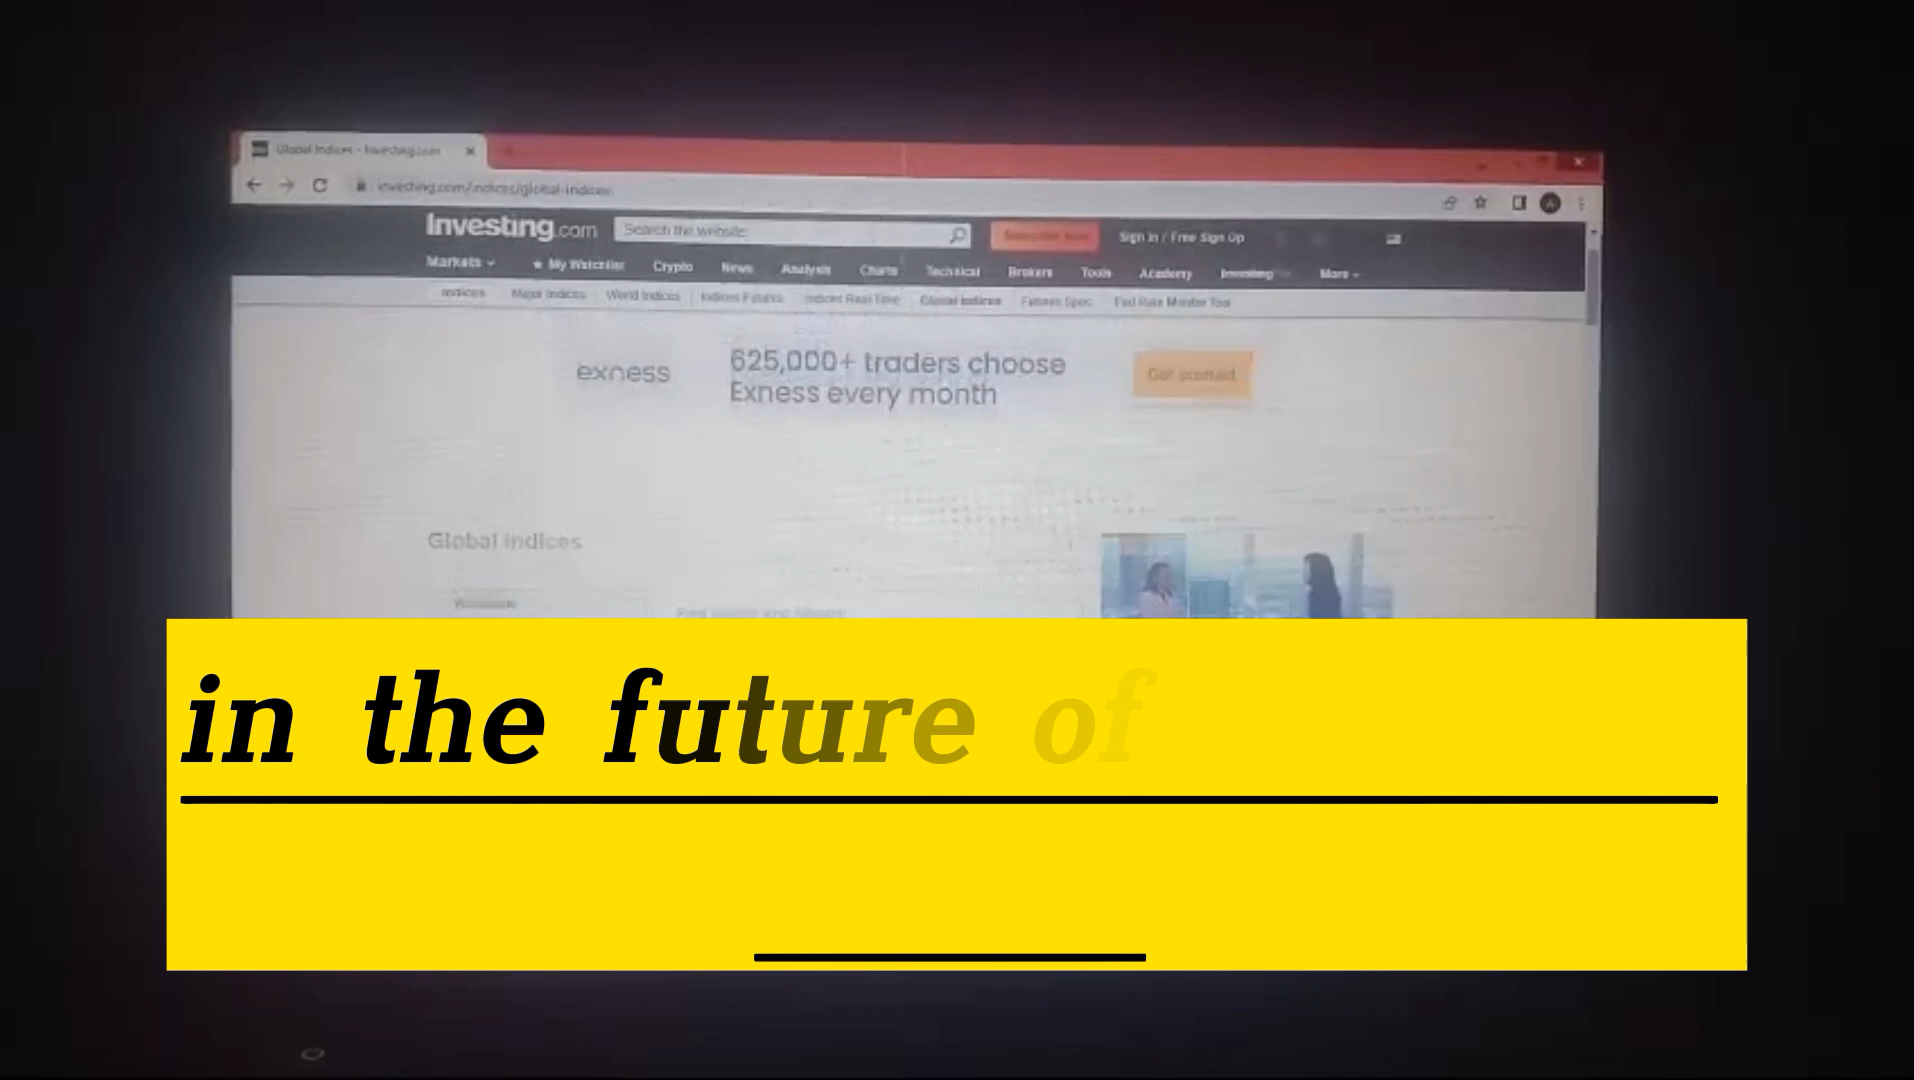 Global Indices - Investing.com
investing.com/indices/global-indices
Investing.com
Search the website
Sign In / Free Sign Up
Markets
My Watchlist
Crypto
News
Analysis
Charts
Technical
Brokers
Tools
Academy
Investing
More
Indices
Major Indices
World Indices
Indices Futures
Indices Real Time
Global Indices
Futures Spec
Fed Rate Monitor Tool
exness
625,000+ traders choose
Exness every month
Get started
Global Indices
in the future of